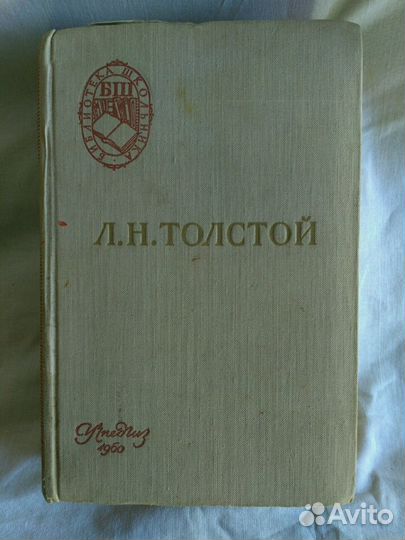 БИБЛИОТЕКА ШКОЛЬНИКА
БШ
Л.Н.ТОЛСТОЙ
Учпедгиз
1960
Avito